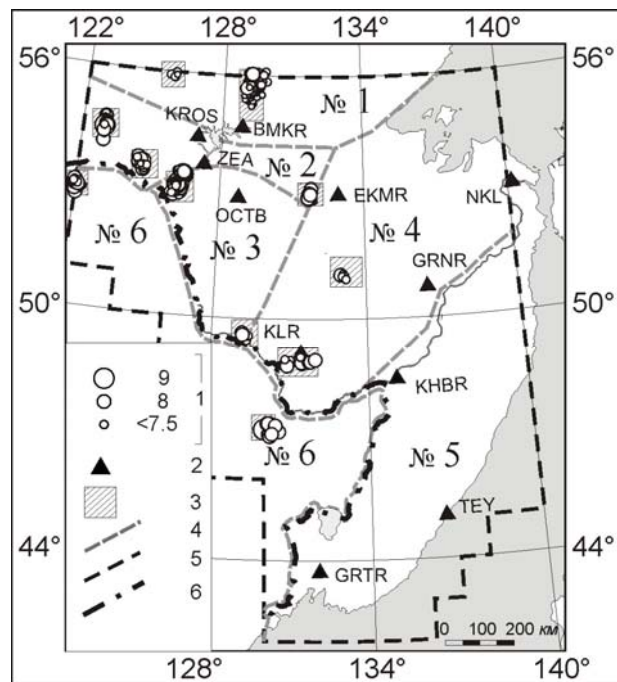 122° 128° 134° 140°
56° 56°
№ 1
KROS BMKR
ZEA № 2
OCTB EKMR NKL
№ 6 № 3 № 4
GRNR
50° 50°
KLR
9
8 1
<7.5
KHBR
2 № 6 № 5
3
TEY
4
44° 5 44°
6 GRTR
0 100 200 км
128° 134° 140°